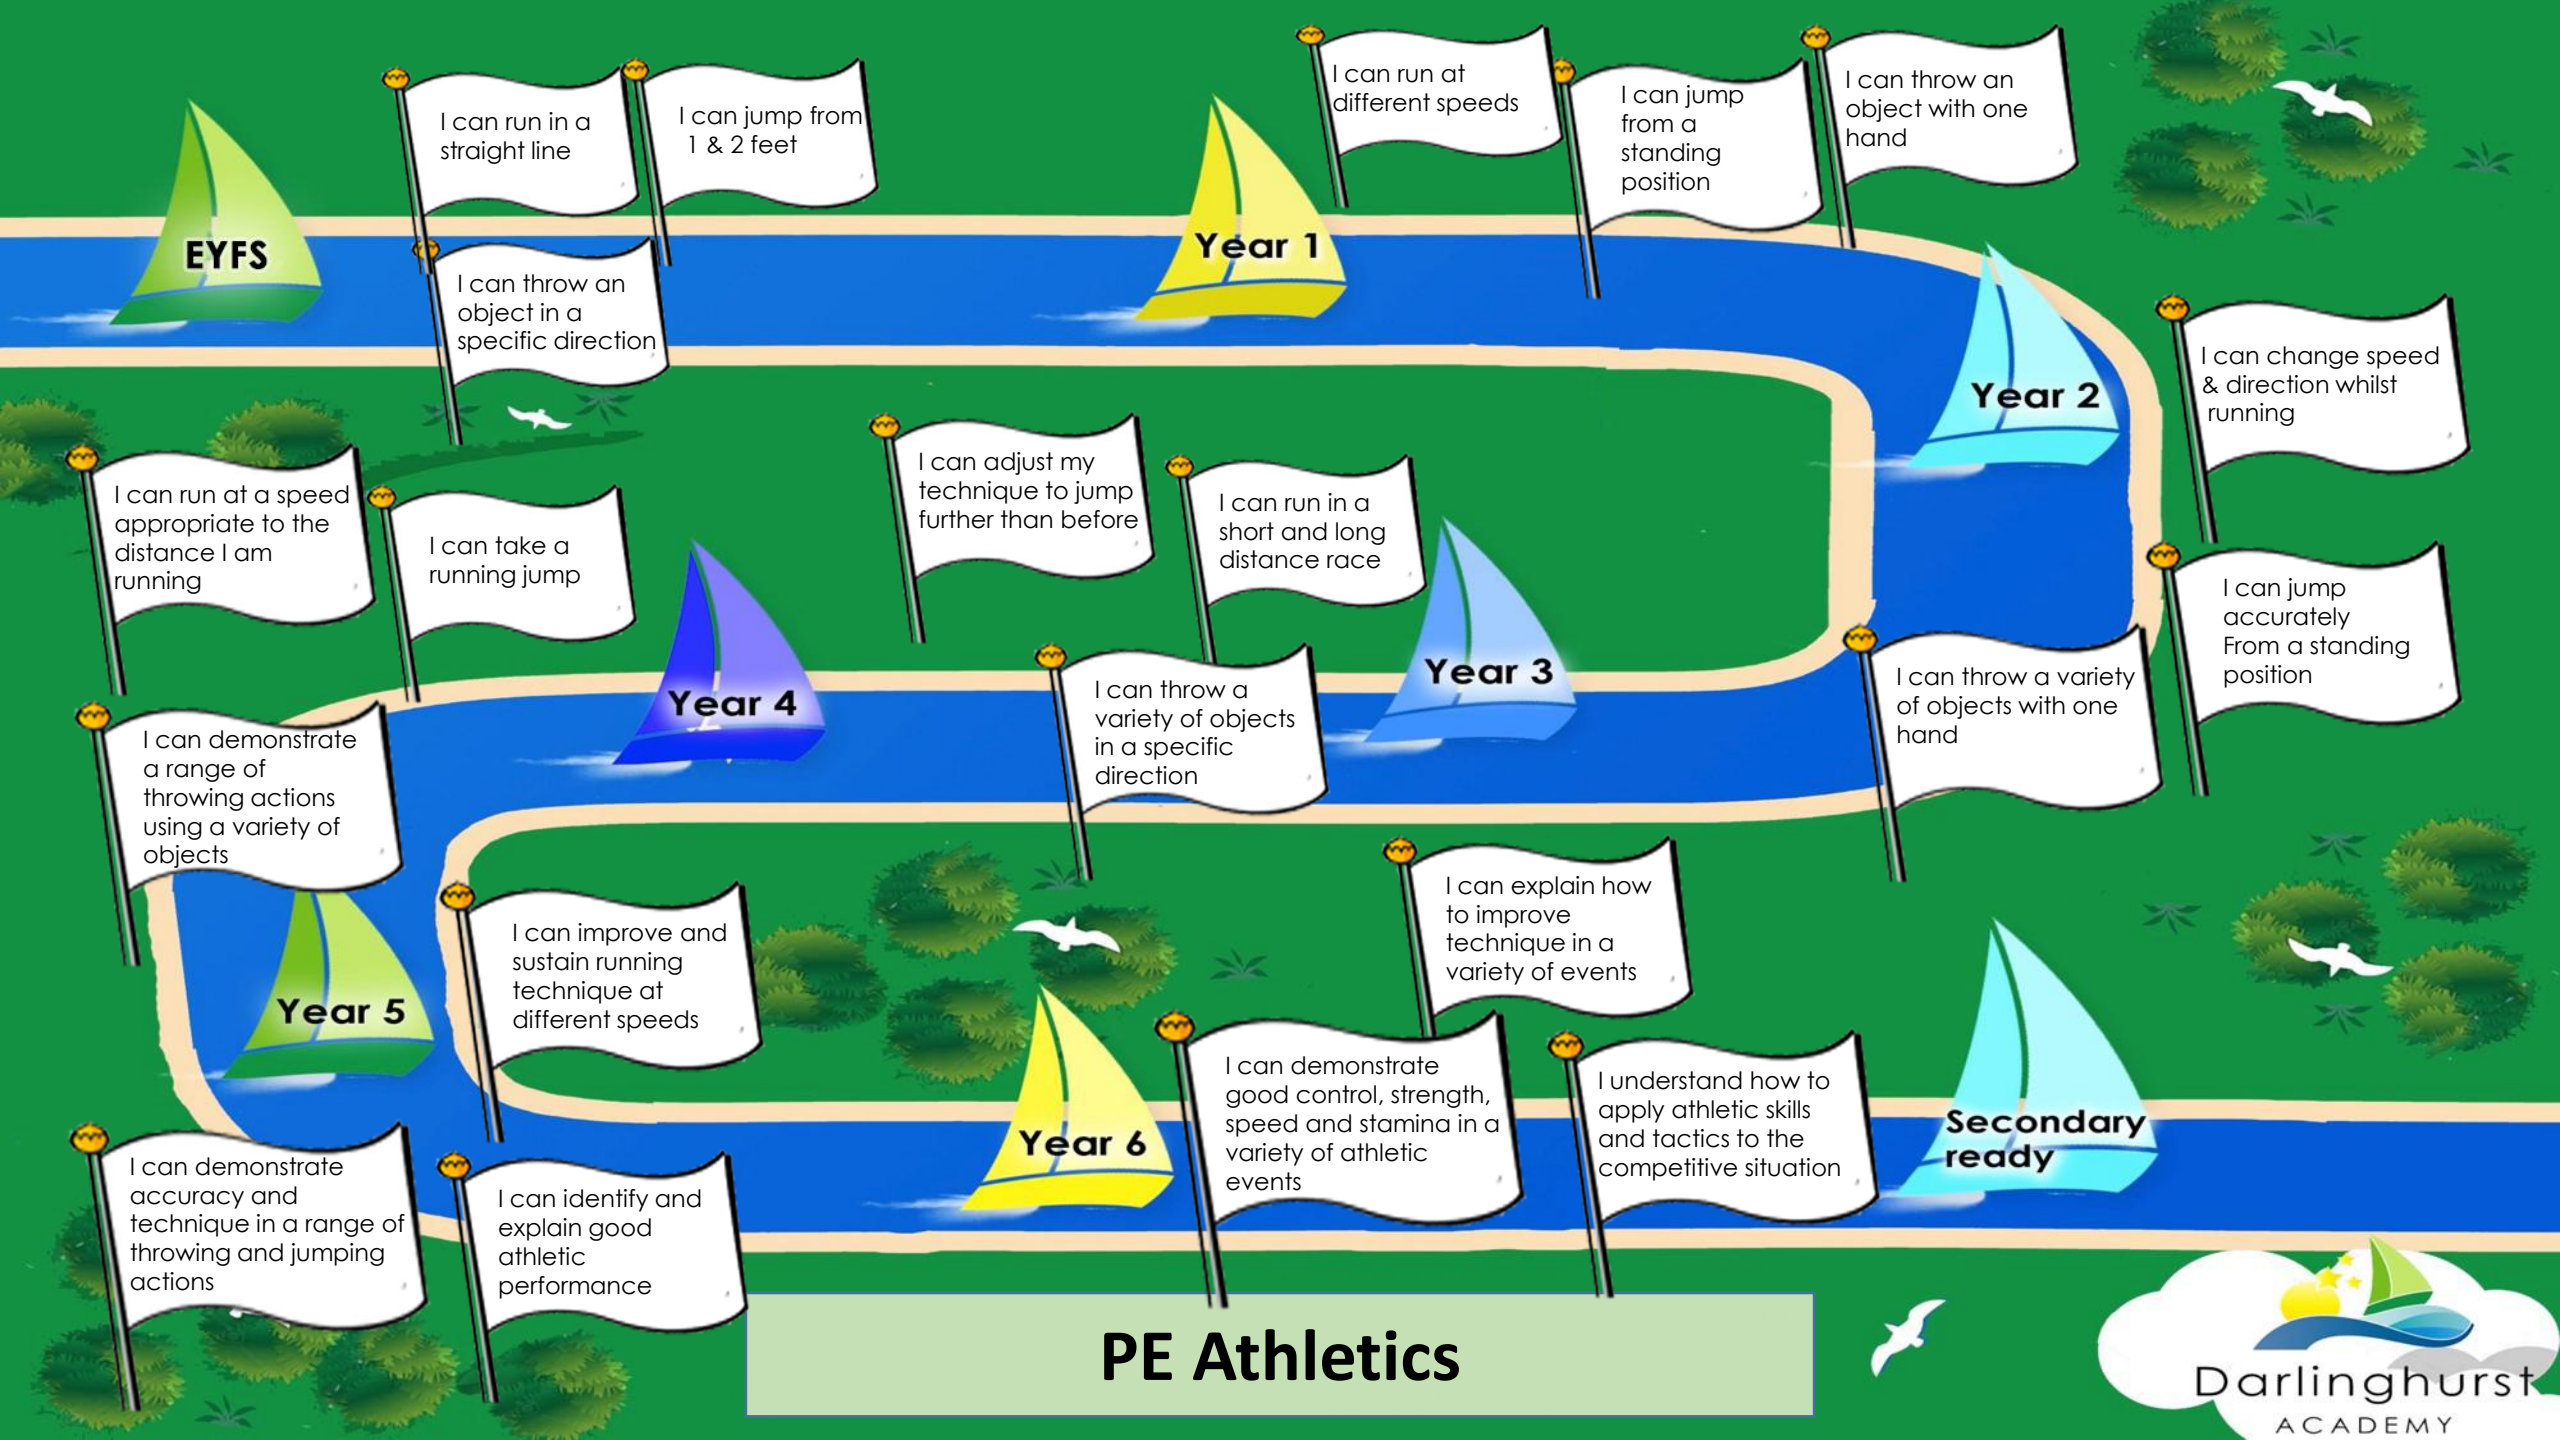 EYFS
I can run in a
straight line
I can jump from
1 & 2 feet
I can throw an
object in a
specific direction
Year 1
I can run at
different speeds
I can jump
from a
standing
position
I can throw an
object with one
hand
Year 2
I can change speed
& direction whilst
running
I can jump
accurately
From a standing
position
I can throw a variety
of objects with one
hand
Year 3
I can run in a
short and long
distance race
I can adjust my
technique to jump
further than before
I can throw a
variety of objects
in a specific
direction
Year 4
I can take a
running jump
I can run at a speed
appropriate to the
distance I am
running
I can demonstrate
a range of
throwing actions
using a variety of
objects
Year 5
I can improve and
sustain running
technique at
different speeds
I can demonstrate
accuracy and
technique in a range of
throwing and jumping
actions
I can identify and
explain good
athletic
performance
Year 6
I can explain how
to improve
technique in a
variety of events
I can demonstrate
good control, strength,
speed and stamina in a
variety of athletic
events
I understand how to
apply athletic skills
and tactics to the
competitive situation
Secondary
ready
PE Athletics
Darlinghurst
ACADEMY